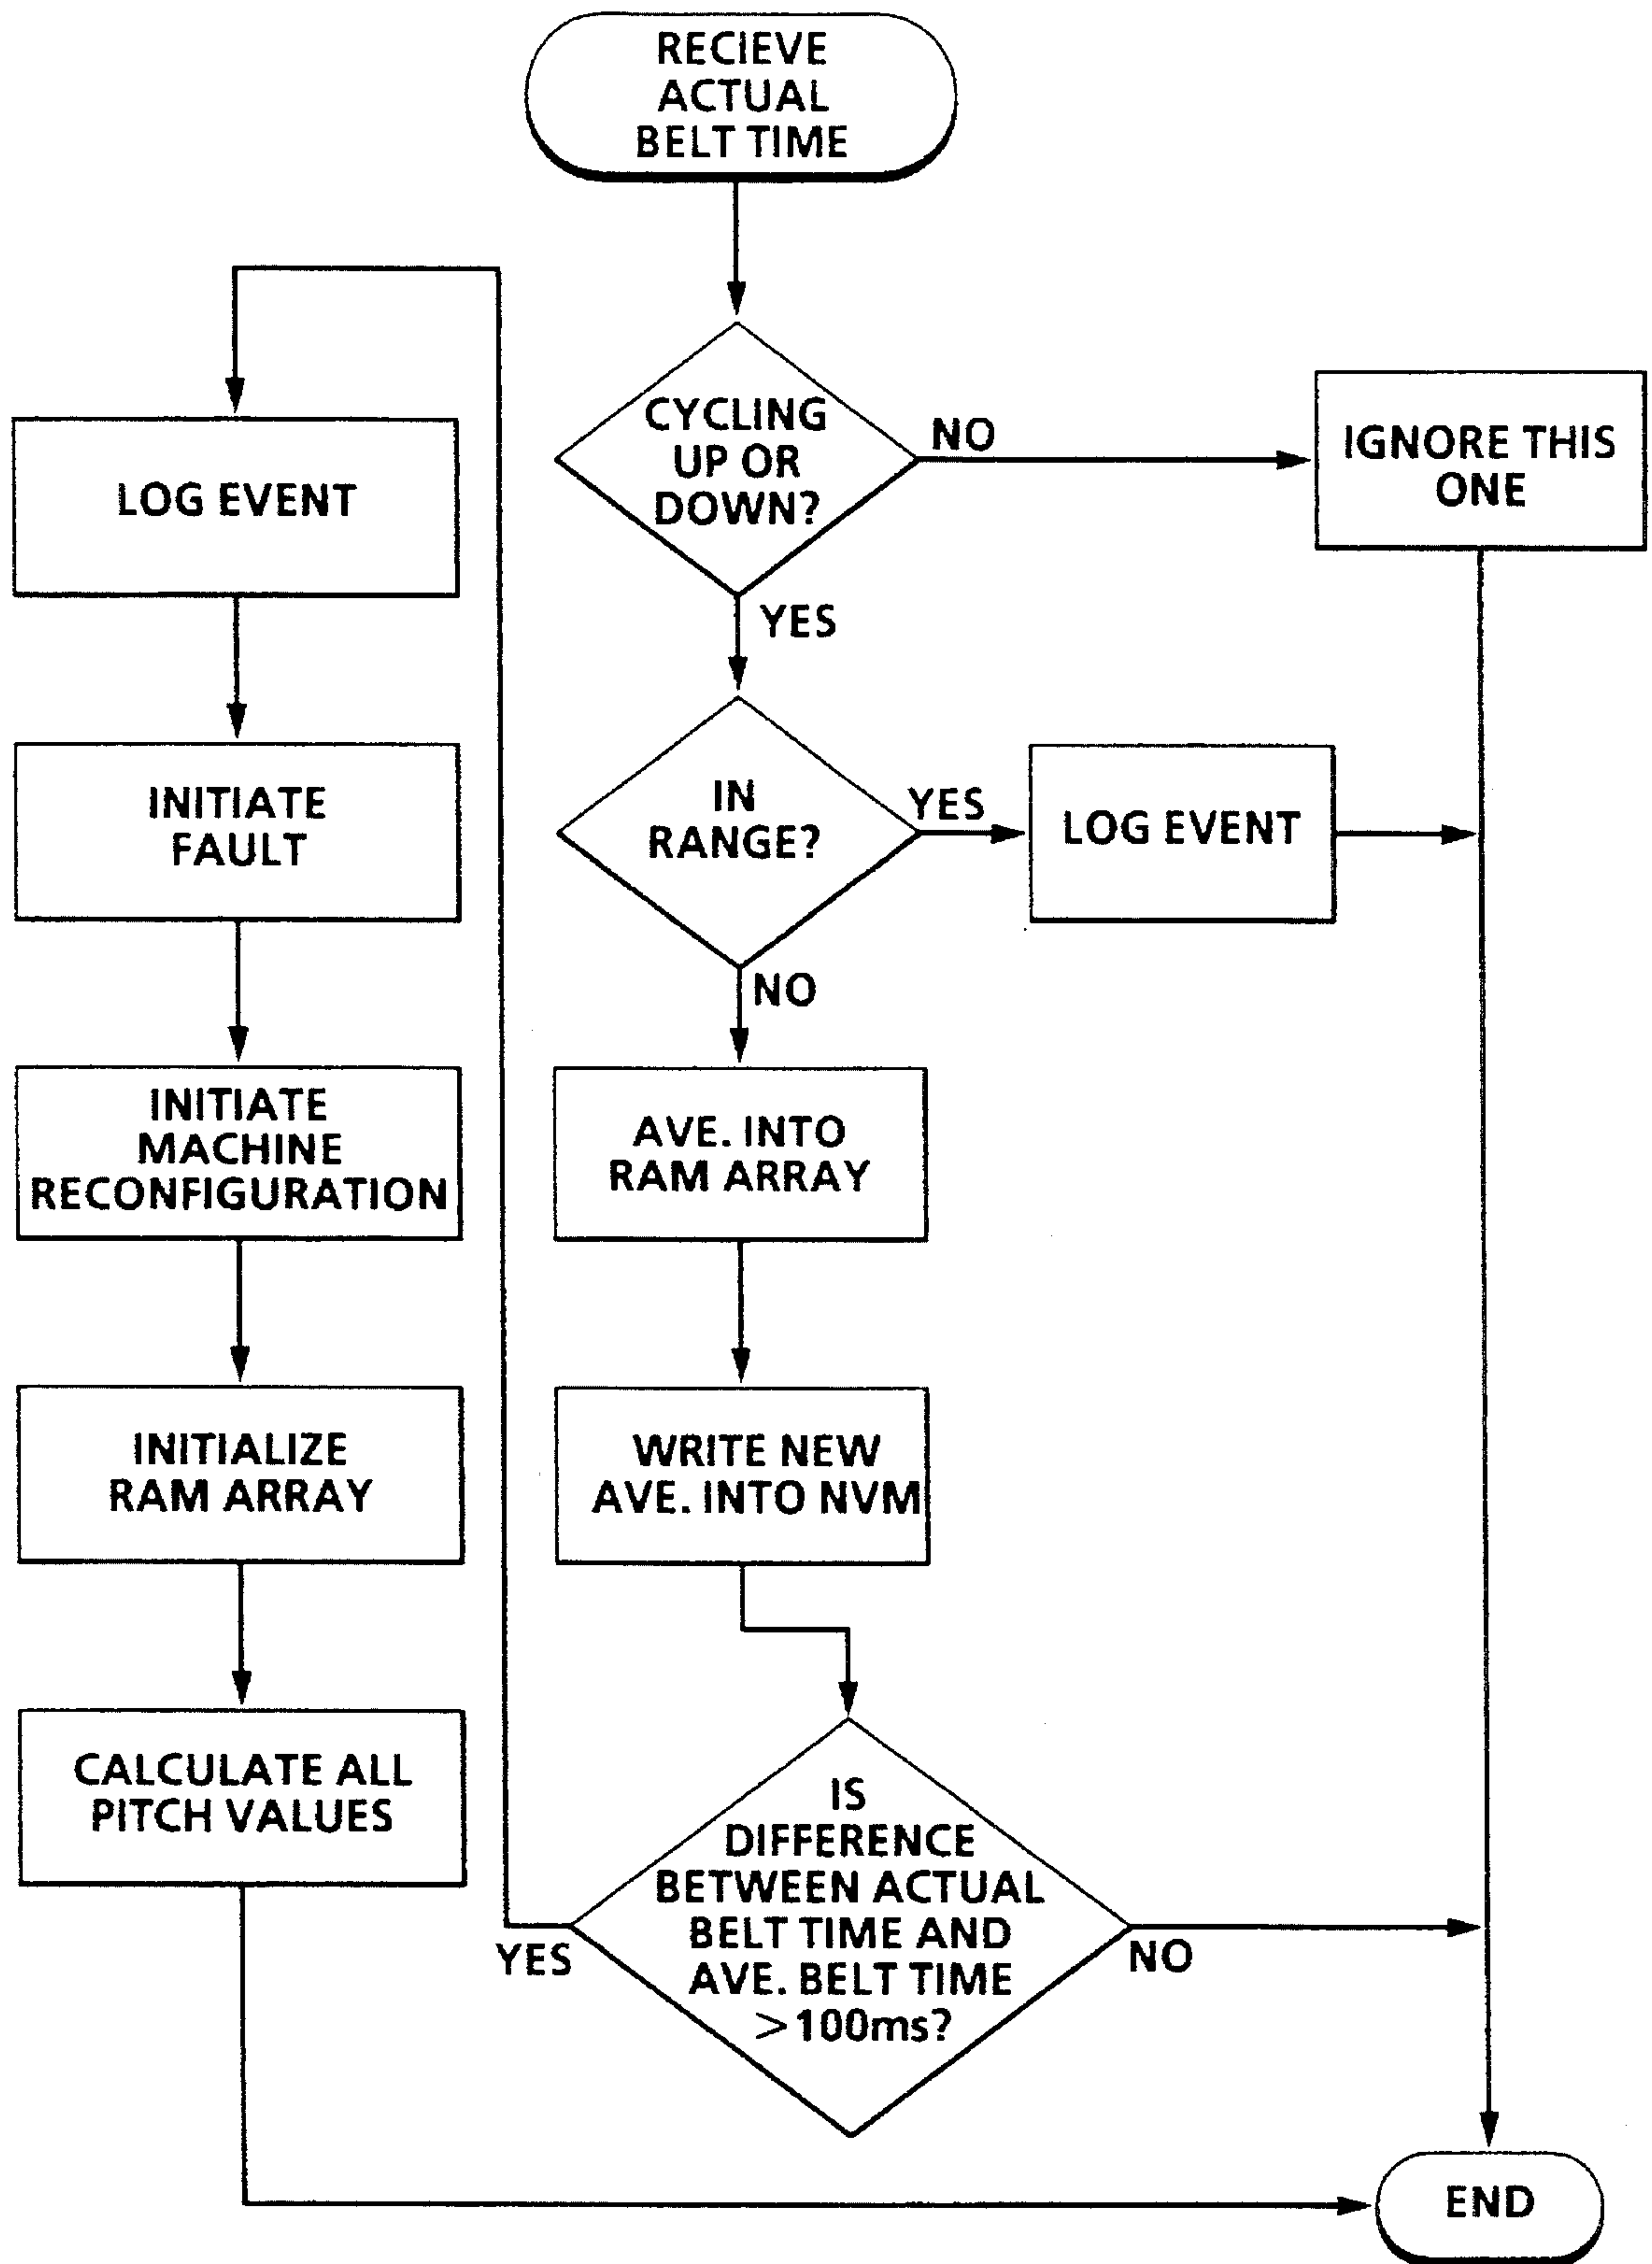 RECIEVE
ACTUAL
BELT TIME
CYCLING
UP OR
DOWN?
NO
IGNORE THIS
ONE
YES
IN
RANGE?
YES
LOG EVENT
NO
AVE. INTO
RAM ARRAY
WRITE NEW
AVE. INTO NVM
IS
DIFFERENCE
BETWEEN ACTUAL
BELT TIME AND
AVE. BELT TIME
>100ms?
YES
NO
LOG EVENT
INITIATE
FAULT
INITIATE
MACHINE
RECONFIGURATION
INITIALIZE
RAM ARRAY
CALCULATE ALL
PITCH VALUES
END